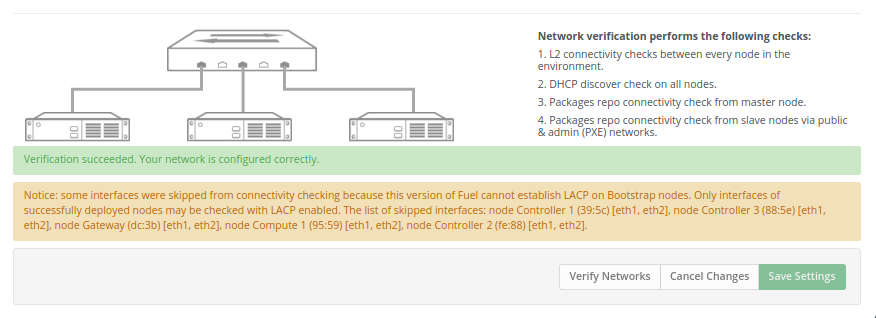 Network verification performs the following checks:
1. L2 connectivity checks between every node in the
environment.
2. DHCP discover check on all nodes.
3. Packages repo connectivity check from master node.
4. Packages repo connectivity check from slave nodes via public
& admin (PXE) networks.
Verification succeeded. Your network is configured correctly.
Notice: some interfaces were skipped from connectivity checking because this version of Fuel cannot establish LACP on Bootstrap nodes. Only interfaces of
successfully deployed nodes may be checked with LACP enabled. The list of skipped interfaces: node Controller 1 (39:5c) [eth1, eth2], node Controller 3 (88:5e) [eth1,
eth2], node Gateway (dc:3b) [eth1, eth2], node Compute 1 (95:59) [eth1, eth2], node Controller 2 (fe:88) [eth1, eth2].
Verify Networks Cancel Changes Save Settings